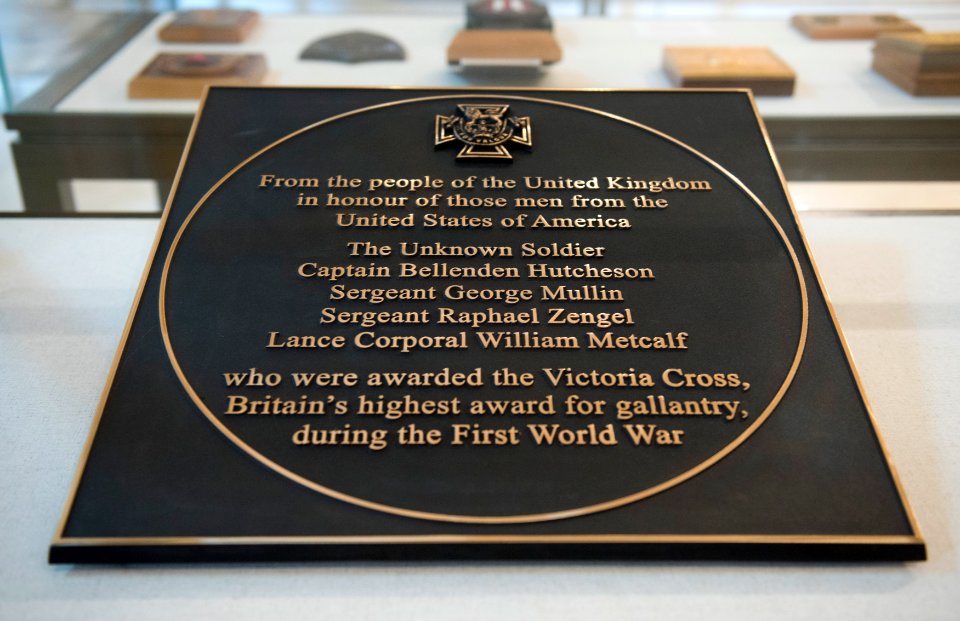 From the people of the United Kingdom
in honour of those men from the
United States of America
The Unknown Soldier
Captain Bellenden Hutcheson
Sergeant George Mullin
Sergeant Raphael Zengel
Lance Corporal William Metcalf
who were awarded the Victoria Cross,
Britain's highest award for gallantry,
during the First World War